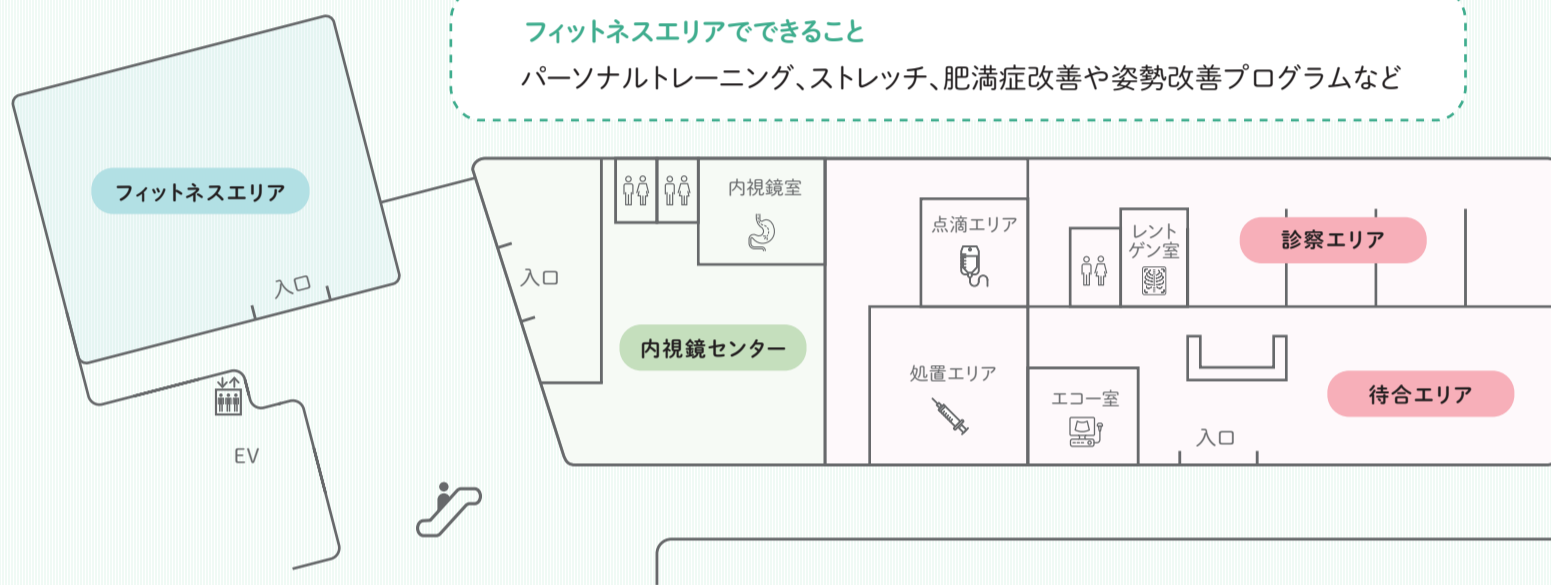 フィットネスエリアでできること
パーソナルトレーニング、ストレッチ、肥満症改善や姿勢改善プログラムなど
フィットネスエリア
入口
EV
入口
内視鏡室
内視鏡センター
点滴エリア
処置エリア
レント
ゲン室
エコー室
診察エリア
待合エリア
入口